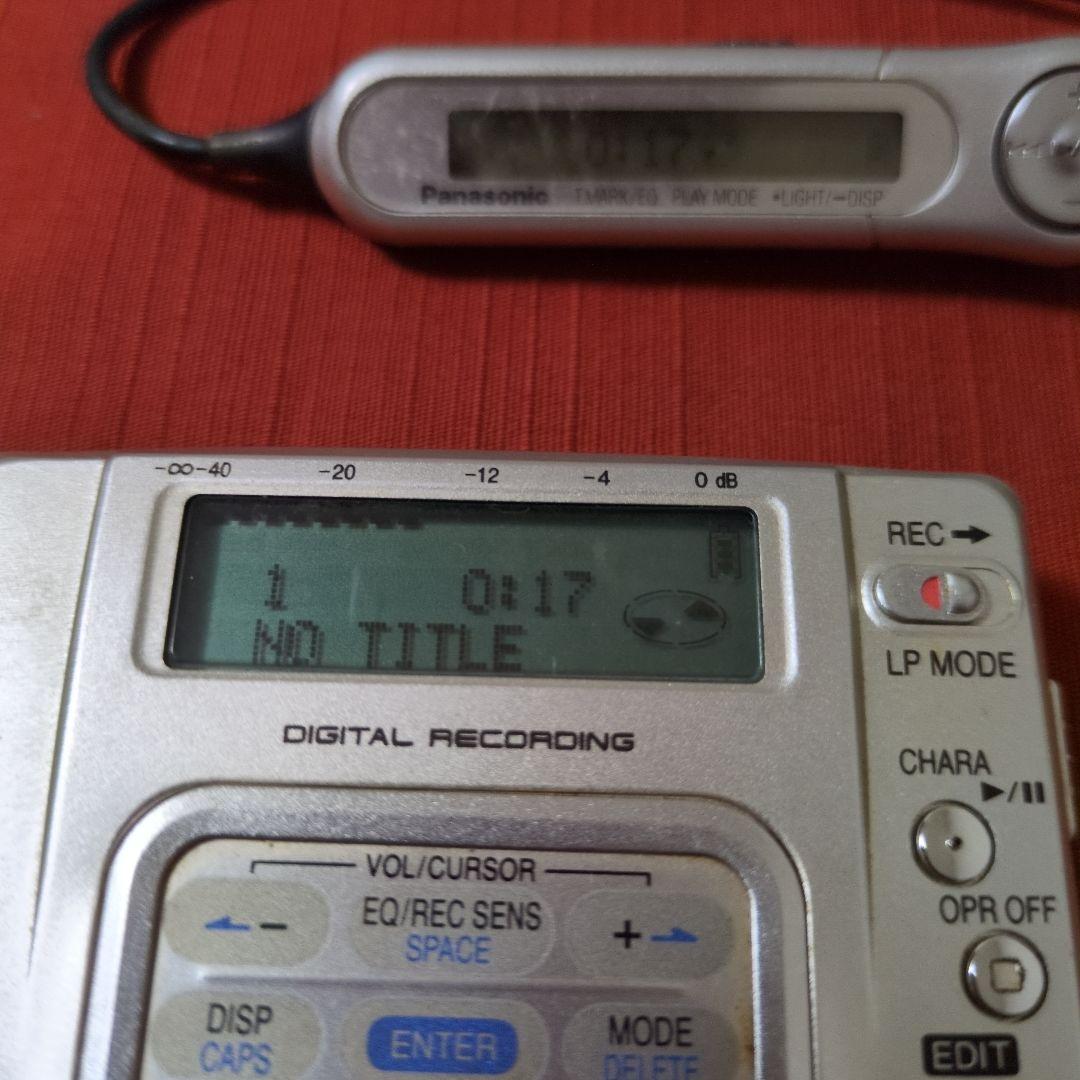 0:17
Panasonic T.MARK/EQ PLAY MODE •LIGHT/—DISP
-∞-40 -20 -12 -4 0 dB
1 0:17
NO TITLE
DIGITAL RECORDING
REC
LP MODE
CHARA
OPR OFF
EDIT
VOL/CURSOR
- EQ/REC SENS +
SPACE
DISP ENTER MODE
CAPS DELETE